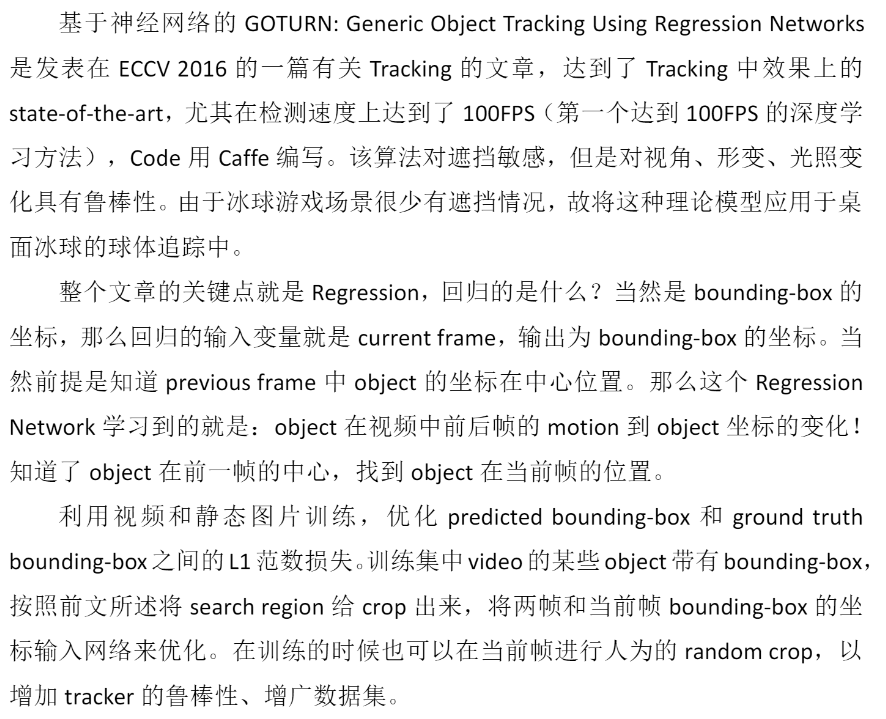 基于神经网络的 GOTURN: Generic Object Tracking Using Regression Networks
是发表在 ECCV 2016 的一篇有关 Tracking 的文章，达到了 Tracking 中效果上的
state-of-the-art，尤其在检测速度上达到了 100FPS（第一个达到 100FPS 的深度学
习方法），Code 用 Caffe 编写。该算法对遮挡敏感，但是对视角、形变、光照变
化具有鲁棒性。由于冰球游戏场景很少有遮挡情况，故将这种理论模型应用于桌
面冰球的球体追踪中。
整个文章的关键点就是 Regression，回归的是什么？当然是 bounding-box 的
坐标，那么回归的输入变量就是 current frame，输出为 bounding-box 的坐标。当
然前提是知道 previous frame 中 object 的坐标在中心位置。那么这个 Regression
Network 学习到的就是：object 在视频中前后帧的 motion 到 object 坐标的变化！
知道了 object 在前一帧的中心，找到 object 在当前帧的位置。
利用视频和静态图片训练，优化 predicted bounding-box 和 ground truth
bounding-box 之间的 L1 范数损失。训练集中 video 的某些 object 带有 bounding-box，
按照前文所述将 search region 给 crop 出来，将两帧和当前帧 bounding-box 的坐
标输入网络来优化。在训练的时候也可以在当前帧进行人为的 random crop，以
增加 tracker 的鲁棒性、增广数据集。